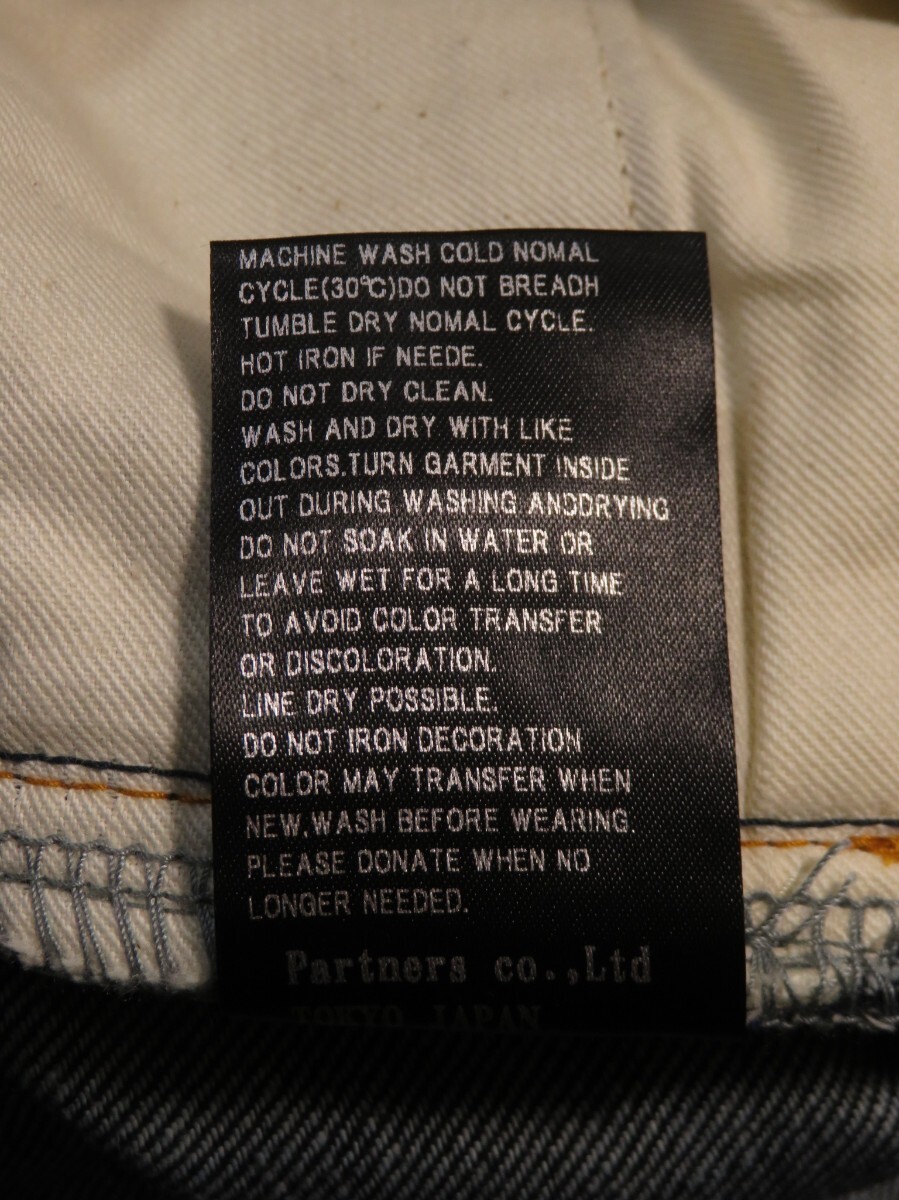 MACHINE WASH COLD NOMAL
CYCLE(30℃)DO NOT BREADH
TUMBLE DRY NOMAL CYCLE.
HOT IRON IF NEEDE.
DO NOT DRY CLEAN.
WASH AND DRY WITH LIKE
COLORS.TURN GARMENT INSIDE
OUT DURING WASHING ANDDRYING
DO NOT SOAK IN WATER OR
LEAVE WET FOR A LONG TIME
TO AVOID COLOR TRANSFER
OR DISCOLORATION.
LINE DRY POSSIBLE.
DO NOT IRON DECORATION
COLOR MAY TRANSFER WHEN
NEW.WASH BEFORE WEARING.
PLEASE DONATE WHEN NO
LONGER NEEDED.
Partners co.,Ltd
TOKYO JAPAN